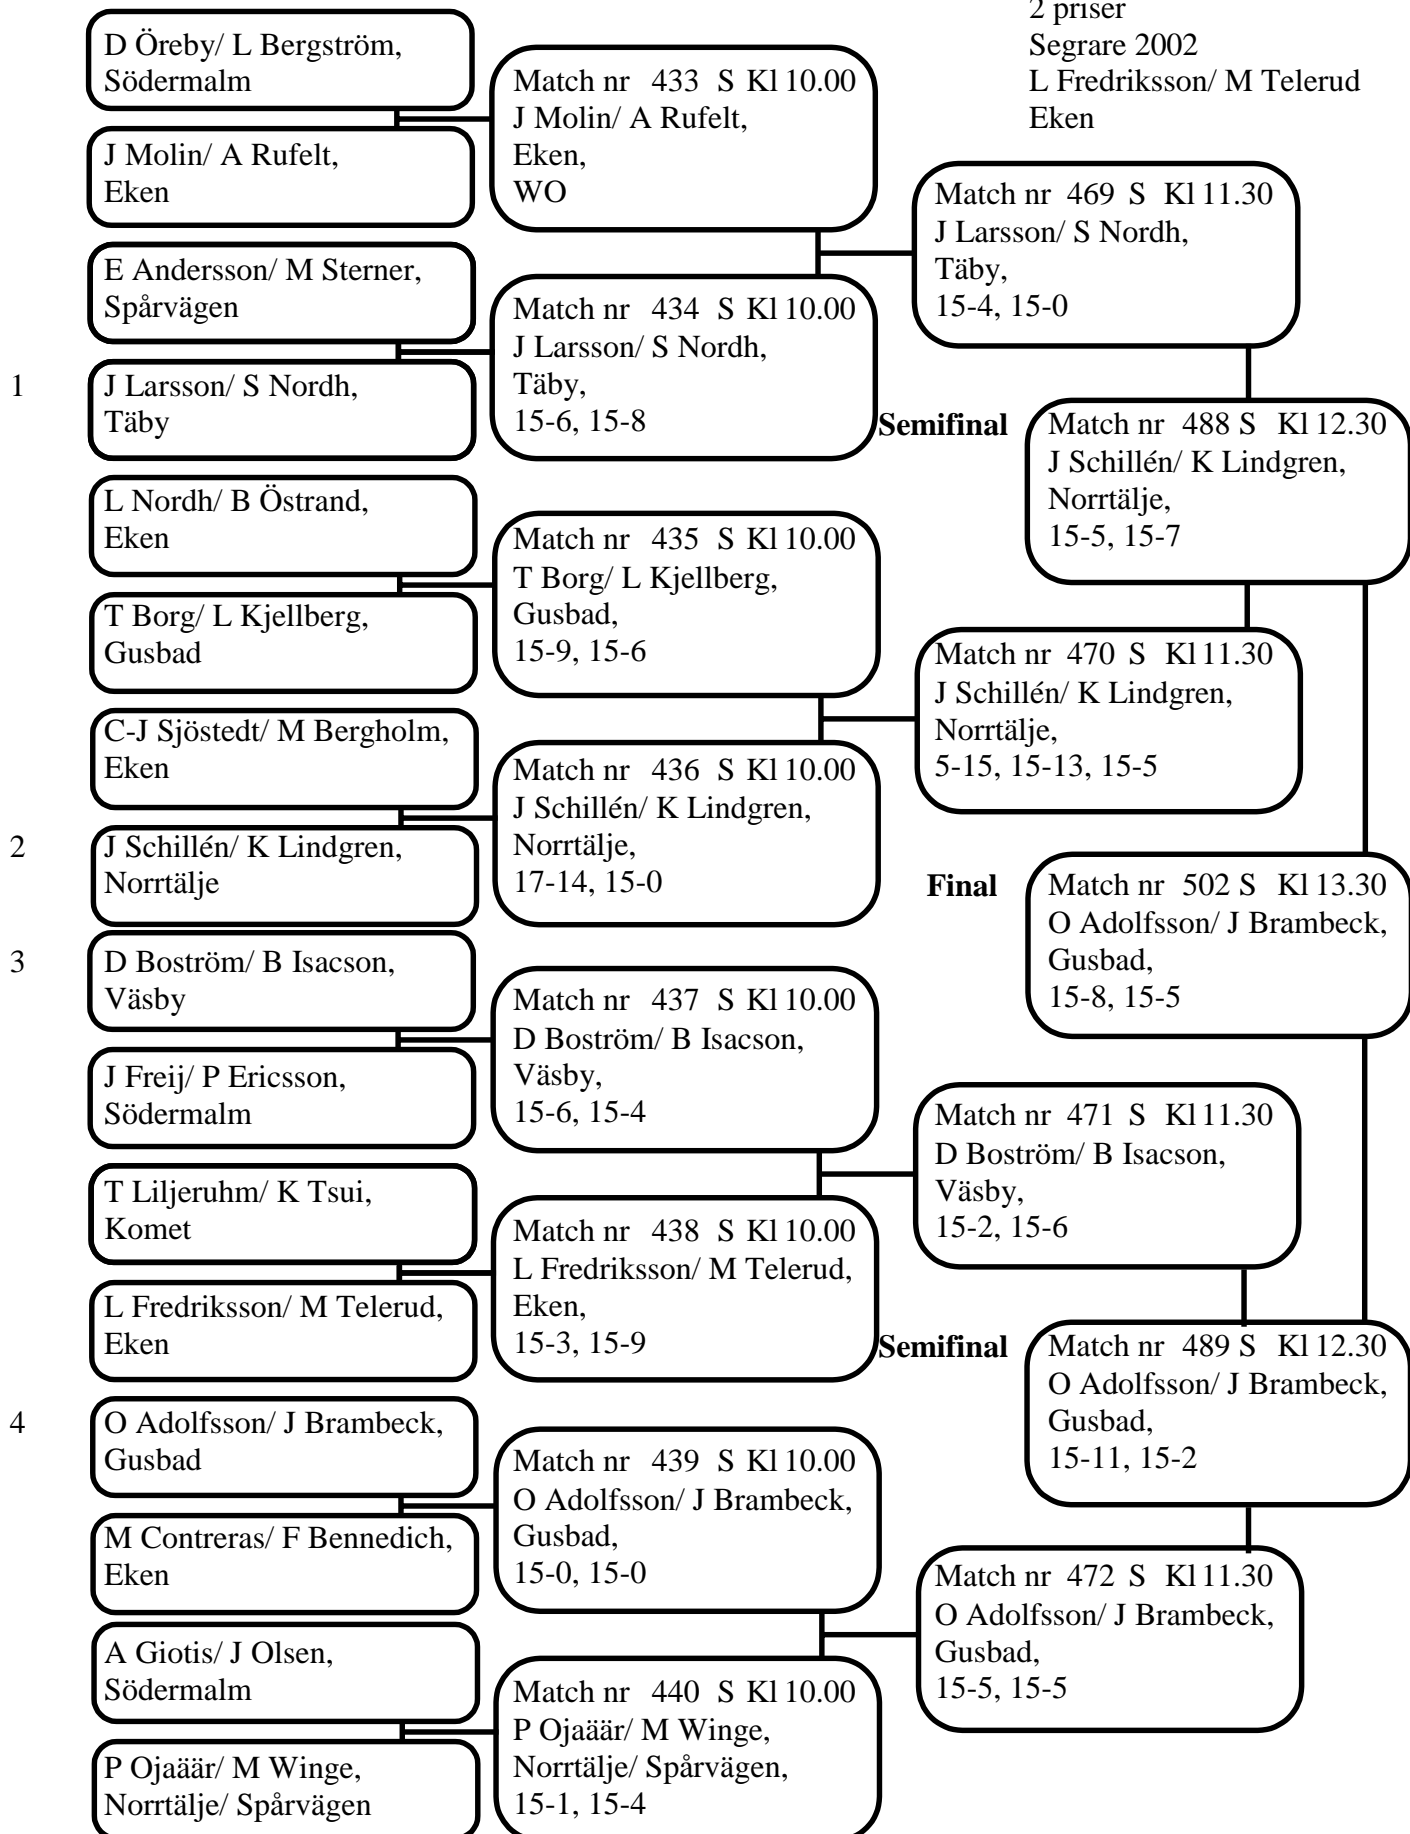 2 priser
Segrare 2002
L Fredriksson/ M Telerud
Eken
D Öreby/ L Bergström,
Södermalm
J Molin/ A Rufelt,
Eken
E Andersson/ M Sterner,
Spårvägen
1
J Larsson/ S Nordh,
Täby
L Nordh/ B Östrand,
Eken
T Borg/ L Kjellberg,
Gusbad
C-J Sjöstedt/ M Bergholm,
Eken
2
J Schillén/ K Lindgren,
Norrtälje
3
D Boström/ B Isacson,
Väsby
J Freij/ P Ericsson,
Södermalm
T Liljeruhm/ K Tsui,
Komet
L Fredriksson/ M Telerud,
Eken
4
O Adolfsson/ J Brambeck,
Gusbad
M Contreras/ F Bennedich,
Eken
A Giotis/ J Olsen,
Södermalm
P Ojaäär/ M Winge,
Norrtälje/ Spårvägen
Match nr 433 S Kl 10.00
J Molin/ A Rufelt,
Eken,
WO
Match nr 434 S Kl 10.00
J Larsson/ S Nordh,
Täby,
15-6, 15-8
Match nr 435 S Kl 10.00
T Borg/ L Kjellberg,
Gusbad,
15-9, 15-6
Match nr 436 S Kl 10.00
J Schillén/ K Lindgren,
Norrtälje,
17-14, 15-0
Match nr 437 S Kl 10.00
D Boström/ B Isacson,
Väsby,
15-6, 15-4
Match nr 438 S Kl 10.00
L Fredriksson/ M Telerud,
Eken,
15-3, 15-9
Match nr 439 S Kl 10.00
O Adolfsson/ J Brambeck,
Gusbad,
15-0, 15-0
Match nr 440 S Kl 10.00
P Ojaäär/ M Winge,
Norrtälje/ Spårvägen,
15-1, 15-4
Match nr 469 S Kl 11.30
J Larsson/ S Nordh,
Täby,
15-4, 15-0
Match nr 470 S Kl 11.30
J Schillén/ K Lindgren,
Norrtälje,
5-15, 15-13, 15-5
Match nr 471 S Kl 11.30
D Boström/ B Isacson,
Väsby,
15-2, 15-6
Match nr 472 S Kl 11.30
O Adolfsson/ J Brambeck,
Gusbad,
15-5, 15-5
Semifinal
Match nr 488 S Kl 12.30
J Schillén/ K Lindgren,
Norrtälje,
15-5, 15-7
Final
Match nr 502 S Kl 13.30
O Adolfsson/ J Brambeck,
Gusbad,
15-8, 15-5
Semifinal
Match nr 489 S Kl 12.30
O Adolfsson/ J Brambeck,
Gusbad,
15-11, 15-2